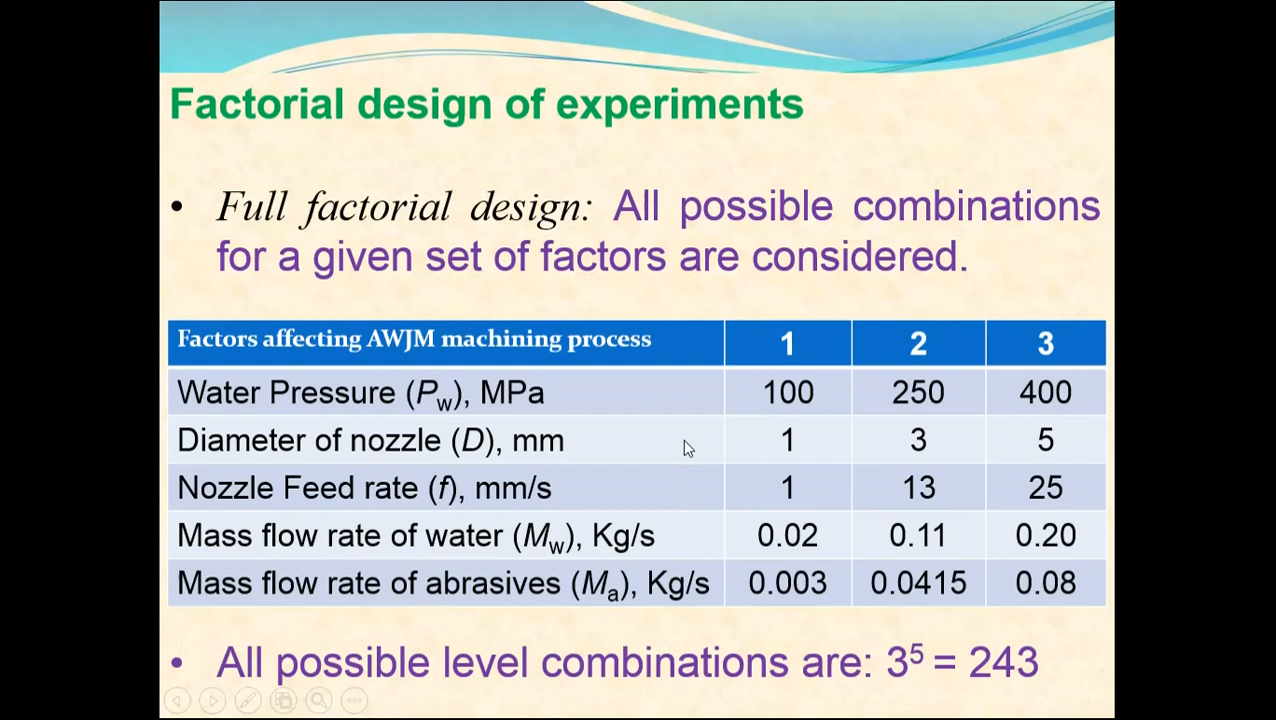 Factorial design of experiments
• Full factorial design: All possible combinations
for a given set of factors are considered.
Factors affecting AWJM machining process 1 2 3
Water Pressure (Pw), MPa 100 250 400
Diameter of nozzle (D), mm 1 3 5
Nozzle Feed rate (f), mm/s 1 13 25
Mass flow rate of water (Mw), Kg/s 0.02 0.11 0.20
Mass flow rate of abrasives (Ma), Kg/s 0.003 0.0415 0.08
• All possible level combinations are: 3⁵ = 243